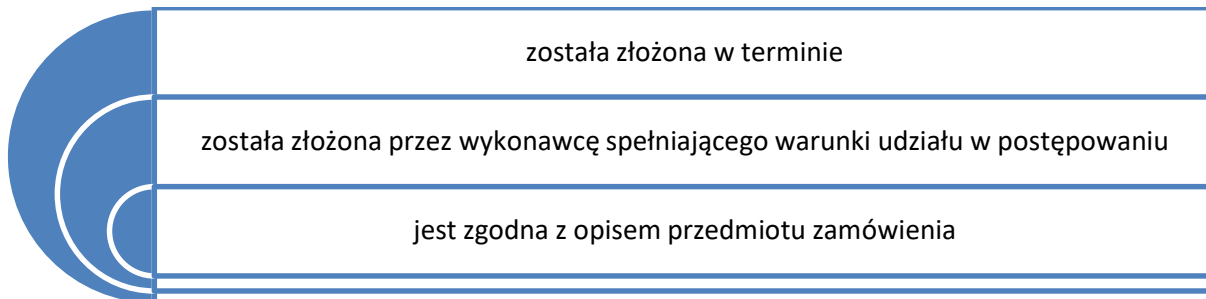 została złożona w terminie
została złożona przez wykonawcę spełniającego warunki udziału w postępowaniu
jest zgodna z opisem przedmiotu zamówienia